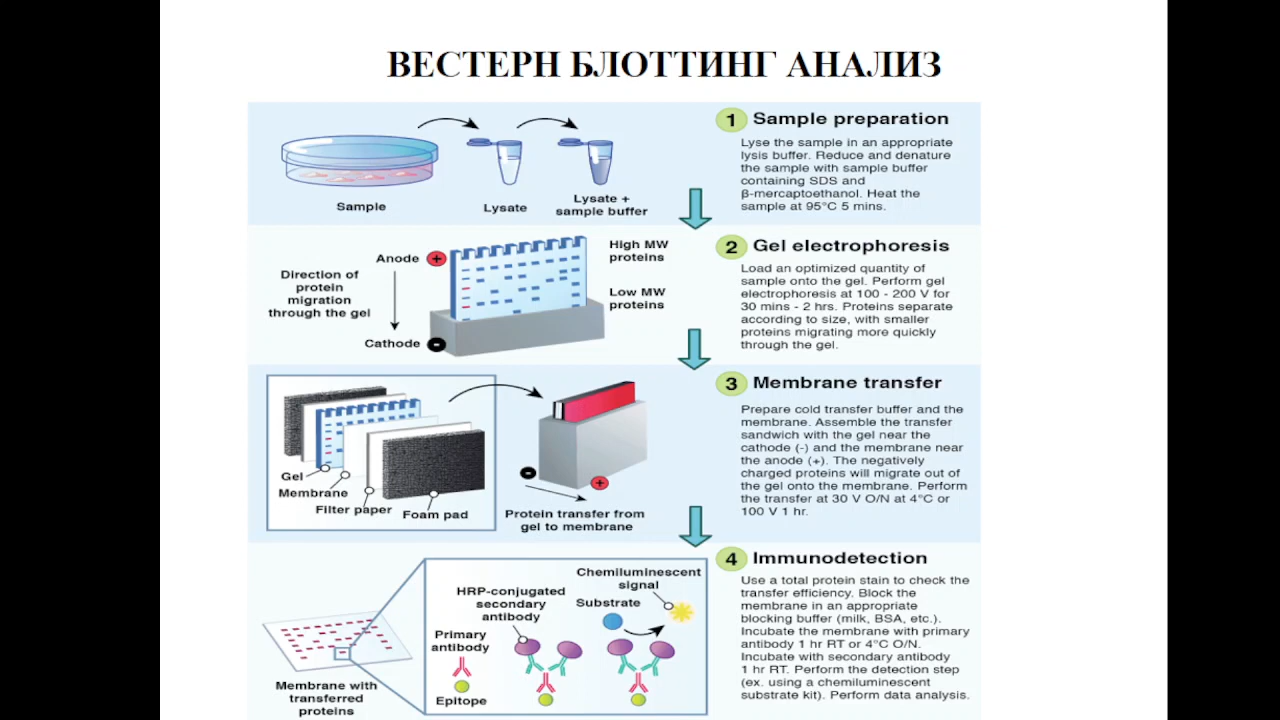 ВЕСТЕРН БЛОТТИНГ АНАЛИЗ
1 Sample preparation
Lyse the sample in an appropriate
lysis buffer. Reduce and denature
the sample with sample buffer
containing SDS and
β-mercaptoethanol. Heat the
sample at 95°C 5 mins.
Sample
Lysate
Lysate +
sample buffer
2 Gel electrophoresis
Load an optimized quantity of
sample onto the gel. Perform gel
electrophoresis at 100 - 200 V for
30 mins - 2 hrs. Proteins separate
according to size, with smaller
proteins migrating more quickly
through the gel.
Anode +
Direction of
protein
migration
through the gel
Cathode -
High MW
proteins
Low MW
proteins
3 Membrane transfer
Prepare cold transfer buffer and the
membrane. Assemble the transfer
sandwich with the gel near the
cathode (-) and the membrane near
the anode (+). The negatively
charged proteins will migrate out of
the gel onto the membrane. Perform
the transfer at 30 V O/N at 4°C or
100 V 1 hr.
Gel
Membrane
Filter paper
Foam pad
-
+
Protein transfer from
gel to membrane
4 Immunodetection
Use a total protein stain to check the
transfer efficiency. Block the
membrane in an appropriate
blocking buffer (milk, BSA, etc.).
Incubate the membrane with primary
antibody 1 hr RT or 4°C O/N.
Incubate with secondary antibody
1 hr RT. Perform the detection step
(ex. using a chemiluminescent
substrate kit). Perform data analysis.
Membrane with
transferred
proteins
Primary
antibody
Epitope
HRP-conjugated
secondary
antibody
Chemiluminescent
signal
Substrate